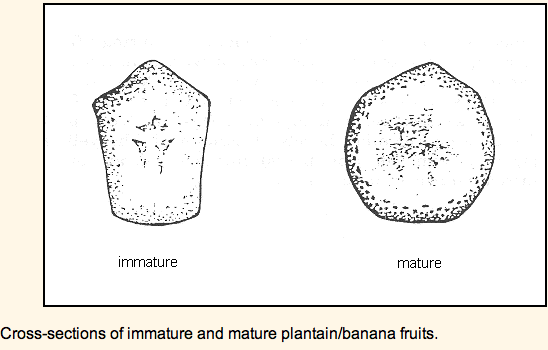 immature
mature
Cross-sections of immature and mature plantain/banana fruits.